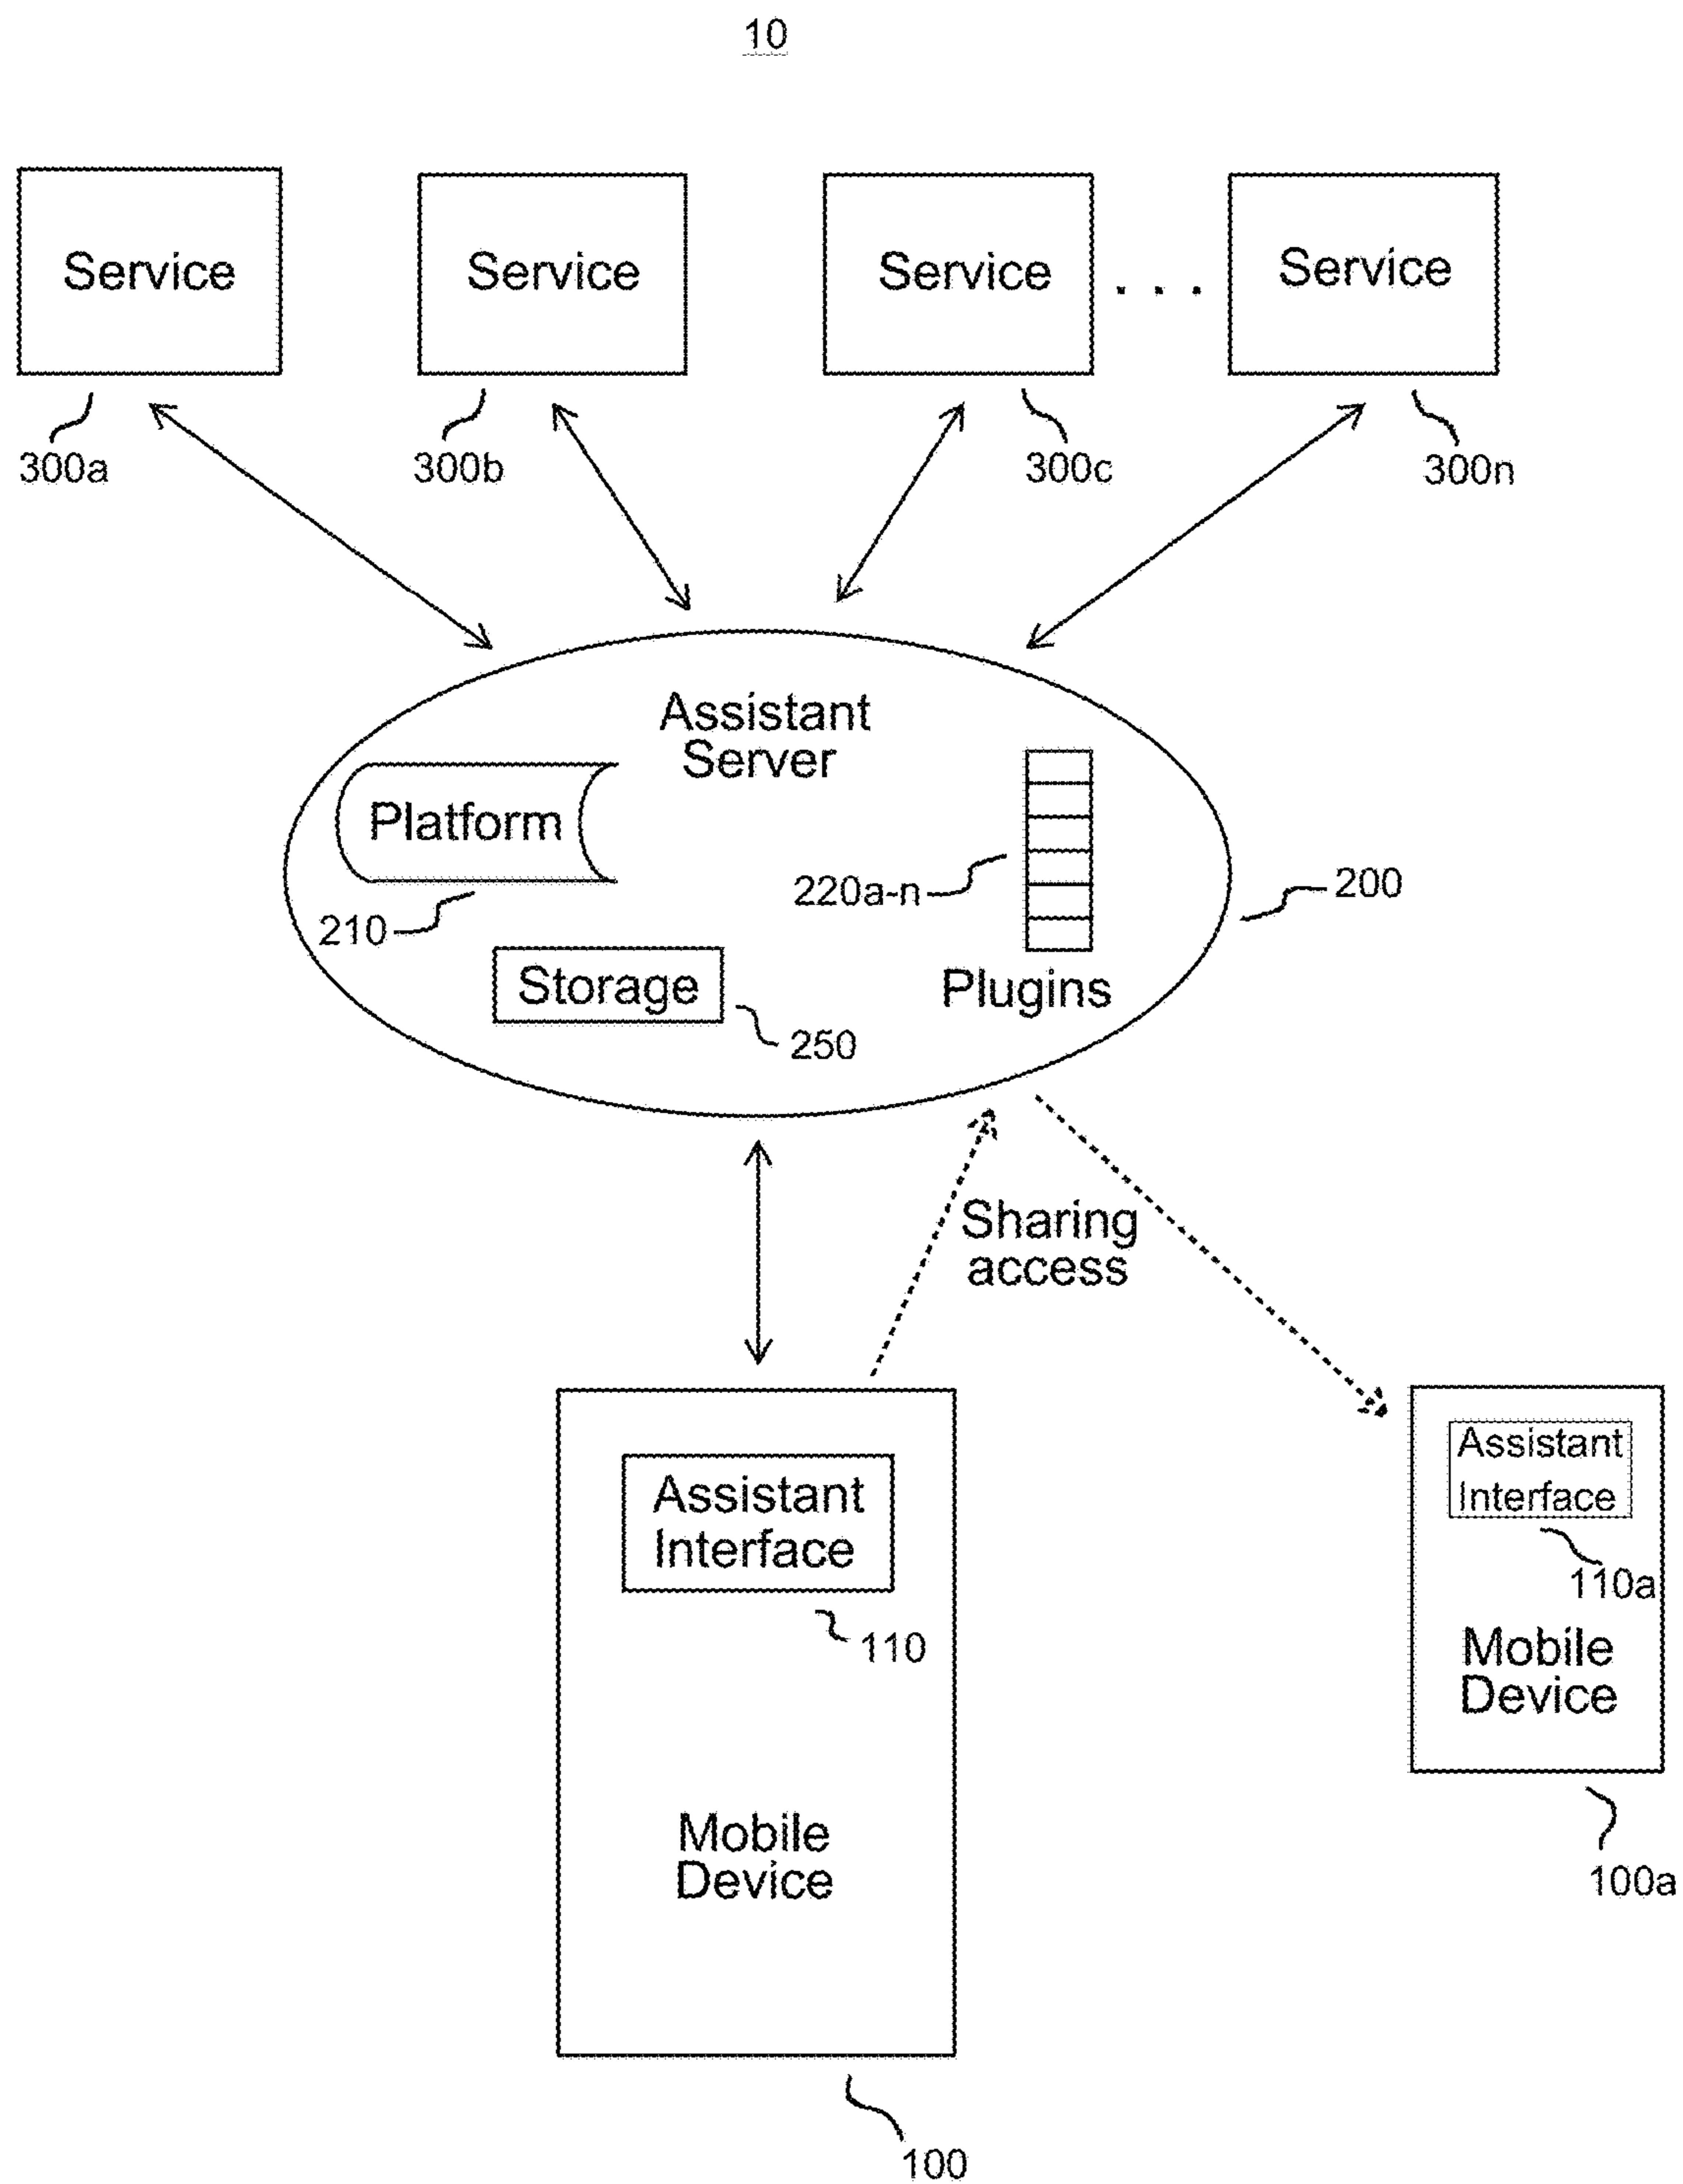 10
Service
Service
Service
. . .
Service
300a
300b
300c
300n
Assistant
Server
Platform
220a-n
200
210
Storage
Plugins
250
Sharing
access
Assistant
Interface
110
Mobile
Device
100
Assistant
Interface
110a
Mobile
Device
100a